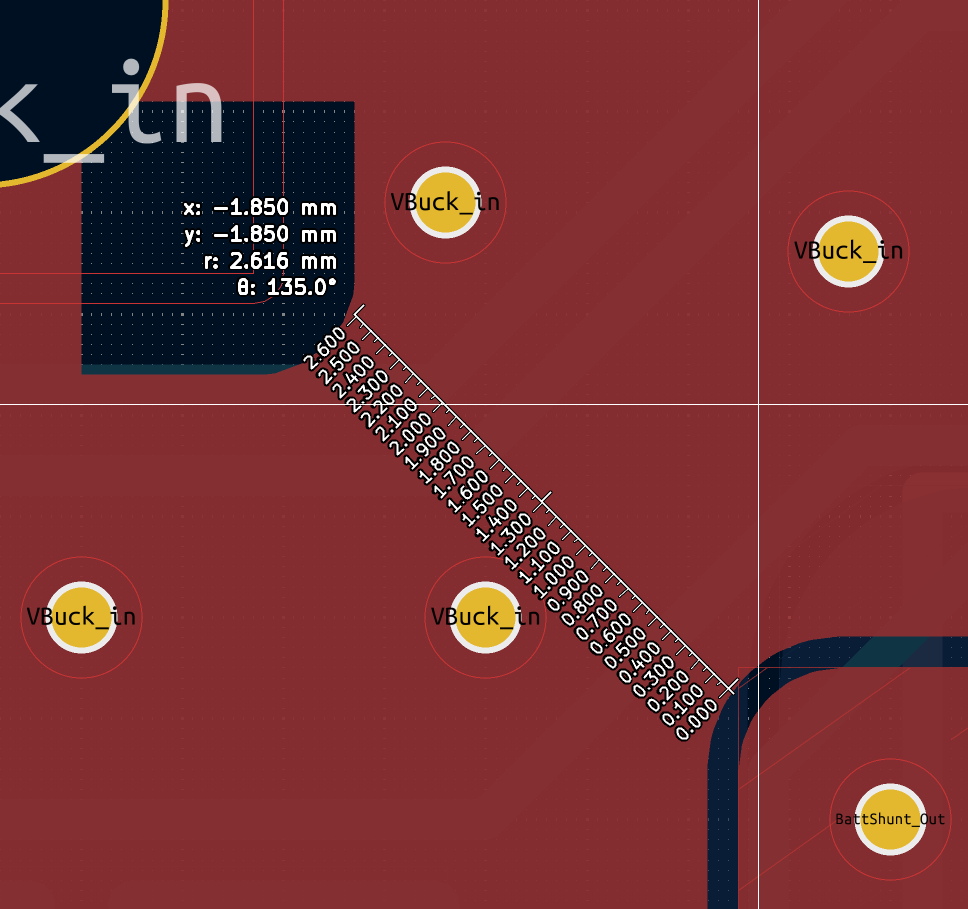 k_in
VBuck_in
x: -1.850 mm
y: -1.850 mm
r: 2.616 mm
θ: 135.0°
VBuck_in
2.600
2.500
2.400
2.300
2.200
2.100
2.000
1.900
1.800
1.700
1.600
1.500
1.400
1.300
1.200
1.100
1.000
0.900
0.800
0.700
0.600
0.500
0.400
0.300
0.200
0.100
0.000
VBuck_in
VBuck_in
BattShunt_Out